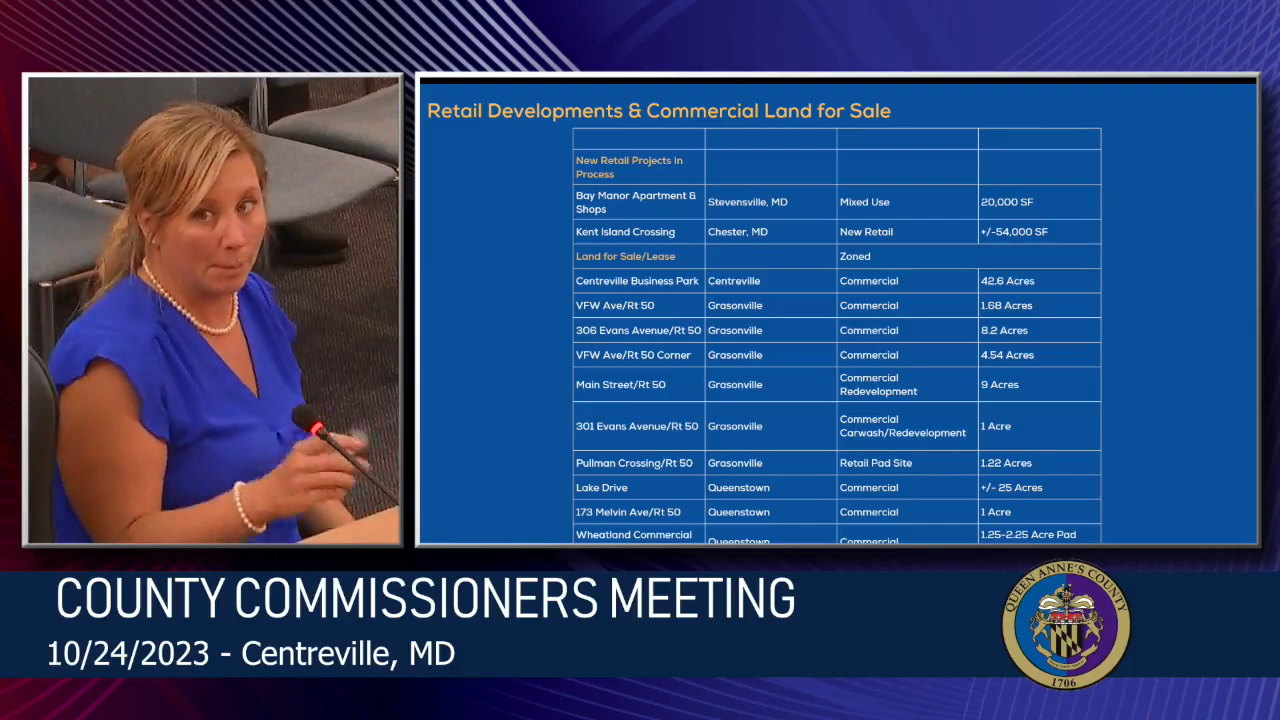 Retail Developments & Commercial Land for Sale
New Retail Projects In
Process
Bay Manor Apartment &
Shops
Stevensville, MD
Mixed Use
20,000 SF
Kent Island Crossing
Chester, MD
New Retail
+/-54,000 SF
Land for Sale/Lease
Zoned
Centreville Business Park
Centreville
Commercial
42.6 Acres
VFW Ave/Rt 50
Grasonville
Commercial
1.68 Acres
306 Evans Avenue/Rt 50
Grasonville
Commercial
8.2 Acres
VFW Ave/Rt 50 Corner
Grasonville
Commercial
4.54 Acres
Main Street/Rt 50
Grasonville
Commercial
Redevelopment
9 Acres
301 Evans Avenue/Rt 50
Grasonville
Commercial
Carwash/Redevelopment
1 Acre
Pullman Crossing/Rt 50
Grasonville
Retail Pad Site
1.22 Acres
Lake Drive
Queenstown
Commercial
+/- 25 Acres
173 Melvin Ave/Rt 50
Queenstown
Commercial
1 Acre
Wheatland Commercial
Queenstown
Commercial
1.25-2.25 Acre Pad
COUNTY COMMISSIONERS MEETING
10/24/2023 - Centreville, MD
QUEEN ANNE'S COUNTY
1706